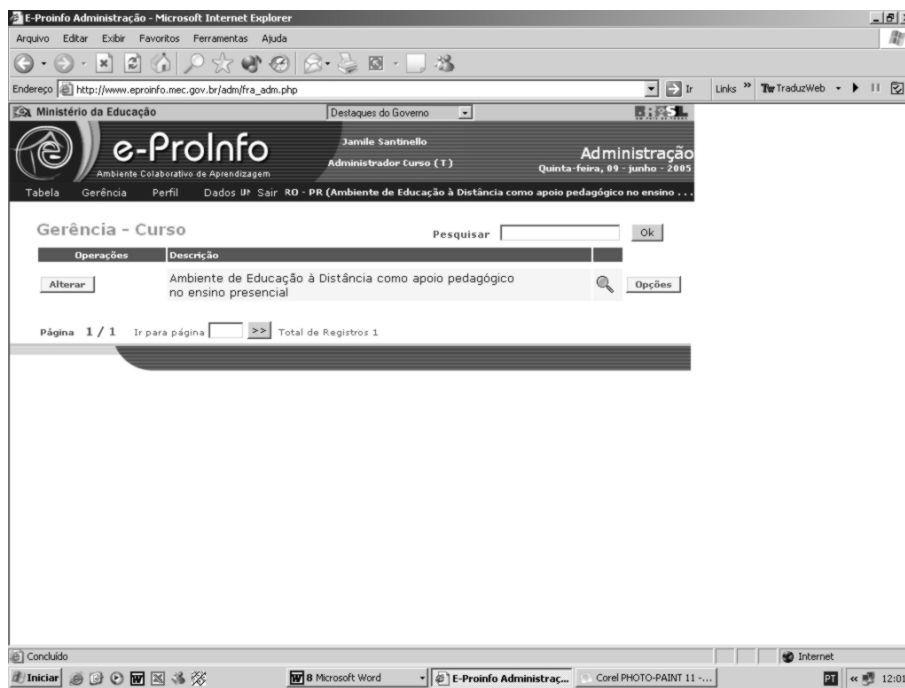 E-Proinfo Administração - Microsoft Internet Explorer
Arquivo Editar Exibir Favoritos Ferramentas Ajuda
Endereço http://www.eproinfo.mec.gov.br/adm/fra_adm.php Ir Links » TraduzWeb
Ministério da Educação Destaques do Governo
e-ProInfo
Ambiente Colaborativo de Aprendizagem
Jamile Santinello
Administrador Curso (T)
Administração
Quinta-feira, 09 - junho - 2005
Tabela Gerência Perfil Dados Sair RO - PR (Ambiente de Educação à Distância como apoio pedagógico no ensino . . .
Gerência - Curso Pesquisar Ok
Operações Descrição
Alterar Ambiente de Educação à Distância como apoio pedagógico
no ensino presencial Opções
Página 1 / 1 Ir para página >> Total de Registros 1
Concluído Internet
Iniciar 8 Microsoft Word E-Proinfo Administraç... Corel PHOTO-PAINT 11 -... PT « 12:01